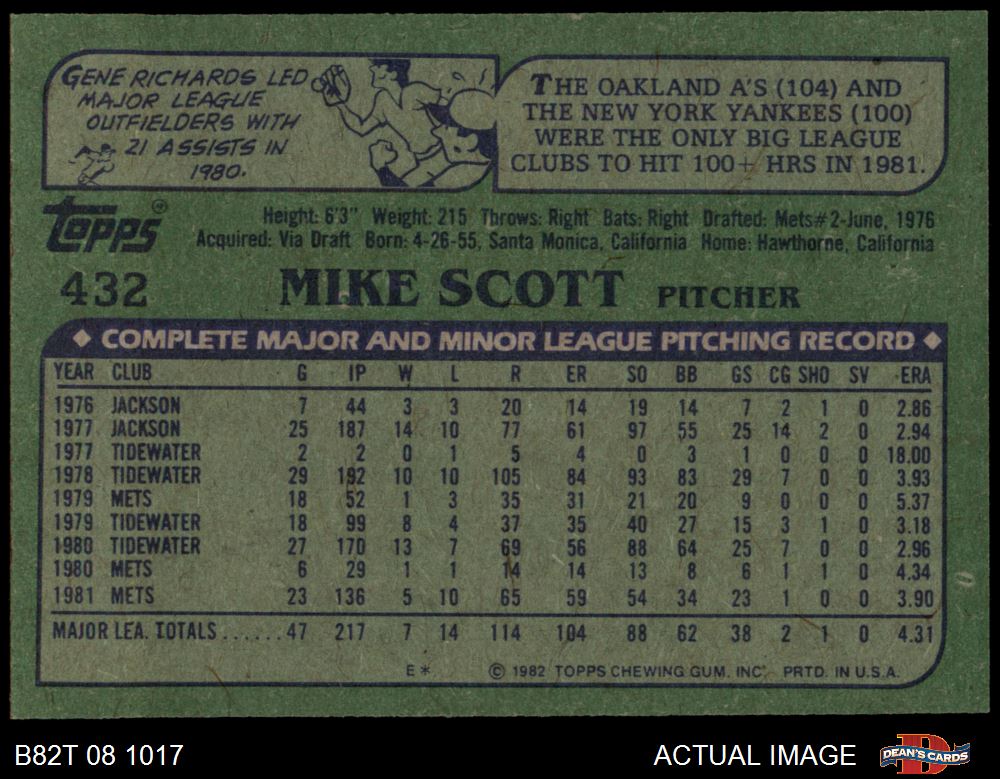 GENE RICHARDS LED
MAJOR LEAGUE
OUTFIELDERS WITH
21 ASSISTS IN
1980.
THE OAKLAND A'S (104) AND
THE NEW YORK YANKEES (100)
WERE THE ONLY BIG LEAGUE
CLUBS TO HIT 100+ HRS IN 1981.
topps®
Height: 6'3" Weight: 215 Throws: Right Bats: Right Drafted: Mets #2-June, 1976
Acquired: Via Draft Born: 4-26-55, Santa Monica, California Home: Hawthorne, California
432 MIKE SCOTT PITCHER
◆ COMPLETE MAJOR AND MINOR LEAGUE PITCHING RECORD ◆
YEAR CLUB G IP W L R ER SO BB GS CG SHO SV ERA
1976 JACKSON 7 44 3 3 20 14 19 14 7 2 1 0 2.86
1977 JACKSON 25 187 14 10 77 61 97 55 25 14 2 0 2.94
1977 TIDEWATER 2 2 0 1 5 4 0 3 1 0 0 0 18.00
1978 TIDEWATER 29 192 10 10 105 84 93 83 29 7 0 0 3.93
1979 METS 18 52 1 3 35 31 21 20 9 0 0 0 5.37
1979 TIDEWATER 18 99 8 4 37 35 40 27 15 3 1 0 3.18
1980 TIDEWATER 27 170 13 7 69 56 88 64 25 7 0 0 2.96
1980 METS 6 29 1 1 14 14 13 8 6 1 1 0 4.34
1981 METS 23 136 5 10 65 59 54 34 23 1 0 0 3.90
MAJOR LEA. TOTALS ...... 47 217 7 14 114 104 88 62 38 2 1 0 4.31
E* © 1982 TOPPS CHEWING GUM, INC. PRTD. IN U.S.A.
B82T 08 1017 ACTUAL IMAGE DEAN'S CARDS